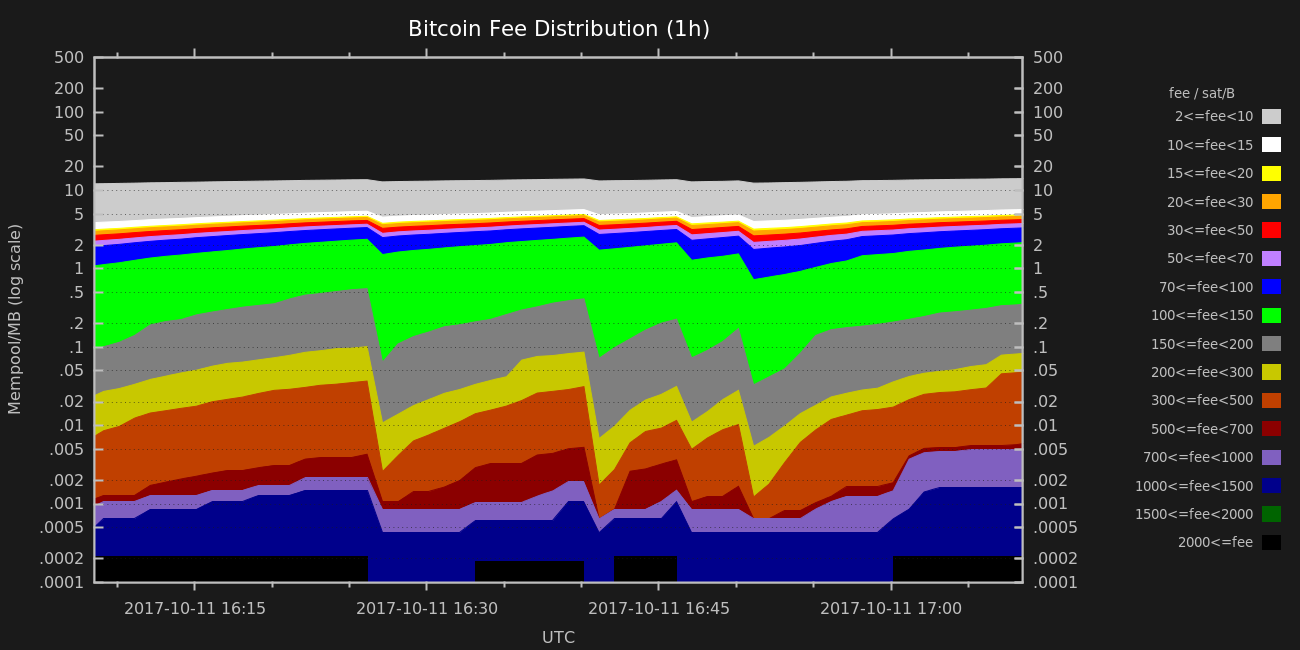 Bitcoin Fee Distribution (1h)
500 500
200 200
100 100
50 50
20 20
10 10
5 5
2 2
1 1
.5 .5
.2 .2
.1 .1
.05 .05
.02 .02
.01 .01
.005 .005
.002 .002
.001 .001
.0005 .0005
.0002 .0002
.0001 .0001
Mempool/MB (log scale)
2017-10-11 16:15 2017-10-11 16:30 2017-10-11 16:45 2017-10-11 17:00
UTC
fee / sat/B
2<=fee<10
10<=fee<15
15<=fee<20
20<=fee<30
30<=fee<50
50<=fee<70
70<=fee<100
100<=fee<150
150<=fee<200
200<=fee<300
300<=fee<500
500<=fee<700
700<=fee<1000
1000<=fee<1500
1500<=fee<2000
2000<=fee